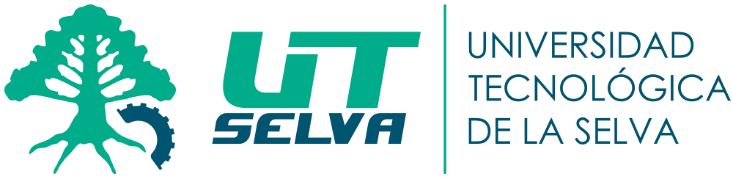 UT
SELVA
UNIVERSIDAD
TECNOLÓGICA
DE LA SELVA